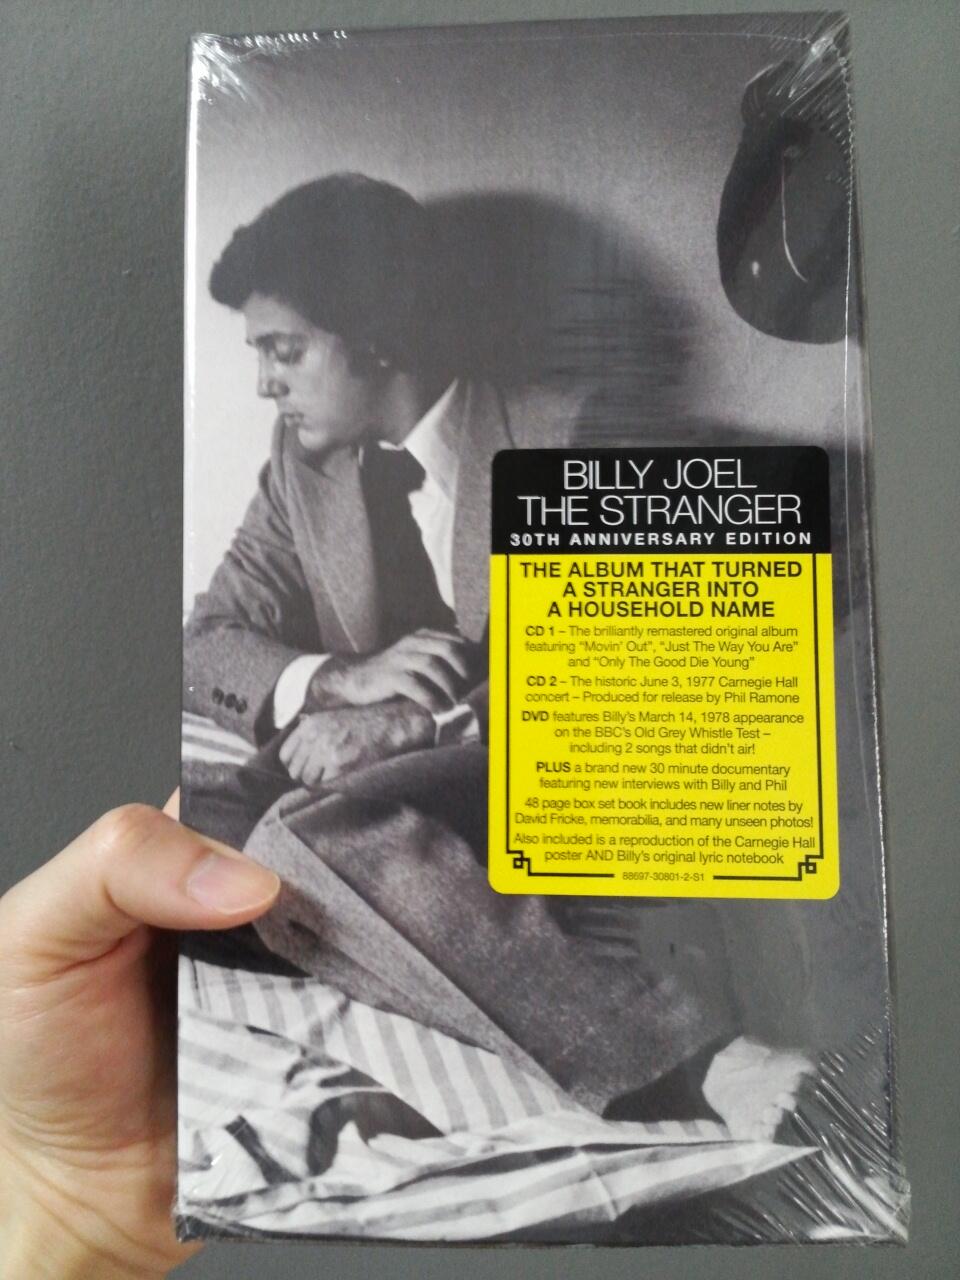 BILLY JOEL
THE STRANGER
30TH ANNIVERSARY EDITION
THE ALBUM THAT TURNED
A STRANGER INTO
A HOUSEHOLD NAME
CD 1 – The brilliantly remastered original album
featuring “Movin’ Out”, “Just The Way You Are”
and “Only The Good Die Young”
CD 2 – The historic June 3, 1977 Carnegie Hall
concert – Produced for release by Phil Ramone
DVD features Billy’s March 14, 1978 appearance
on the BBC’s Old Grey Whistle Test –
including 2 songs that didn’t air!
PLUS a brand new 30 minute documentary
featuring new interviews with Billy and Phil
48 page box set book includes new liner notes by
David Fricke, memorabilia, and many unseen photos!
Also included is a reproduction of the Carnegie Hall
poster AND Billy’s original lyric notebook
88697-30801-2-S1